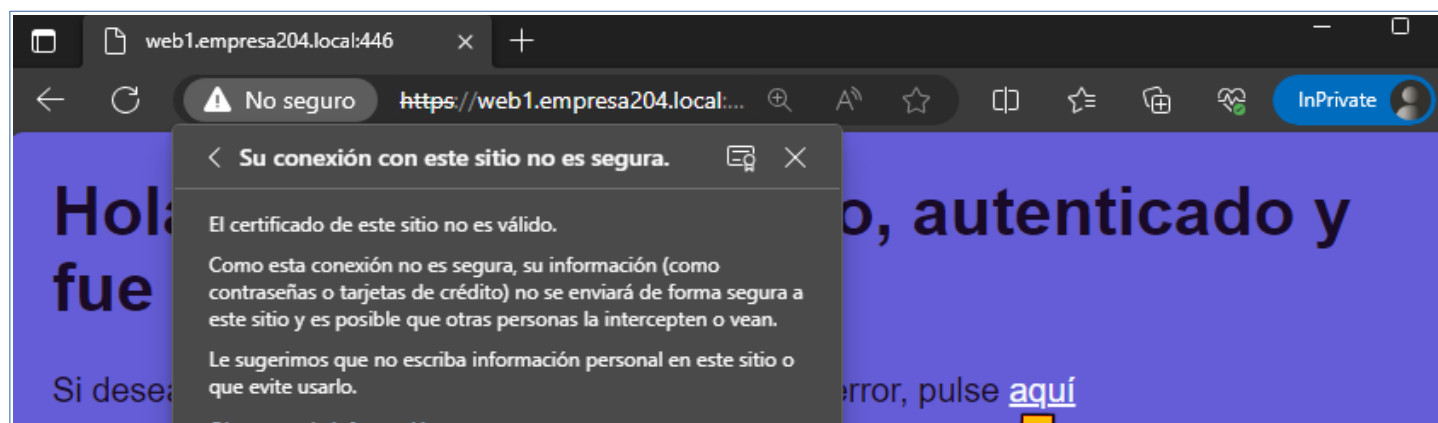 web1.empresa204.local:446
No seguro https://web1.empresa204.local:... InPrivate
Su conexión con este sitio no es segura.
El certificado de este sitio no es válido.
Como esta conexión no es segura, su información (como
contraseñas o tarjetas de crédito) no se enviará de forma segura a
este sitio y es posible que otras personas la intercepten o vean.
Le sugerimos que no escriba información personal en este sitio o
que evite usarlo.
o, autenticado y
fue
Si dese
error, pulse aquí